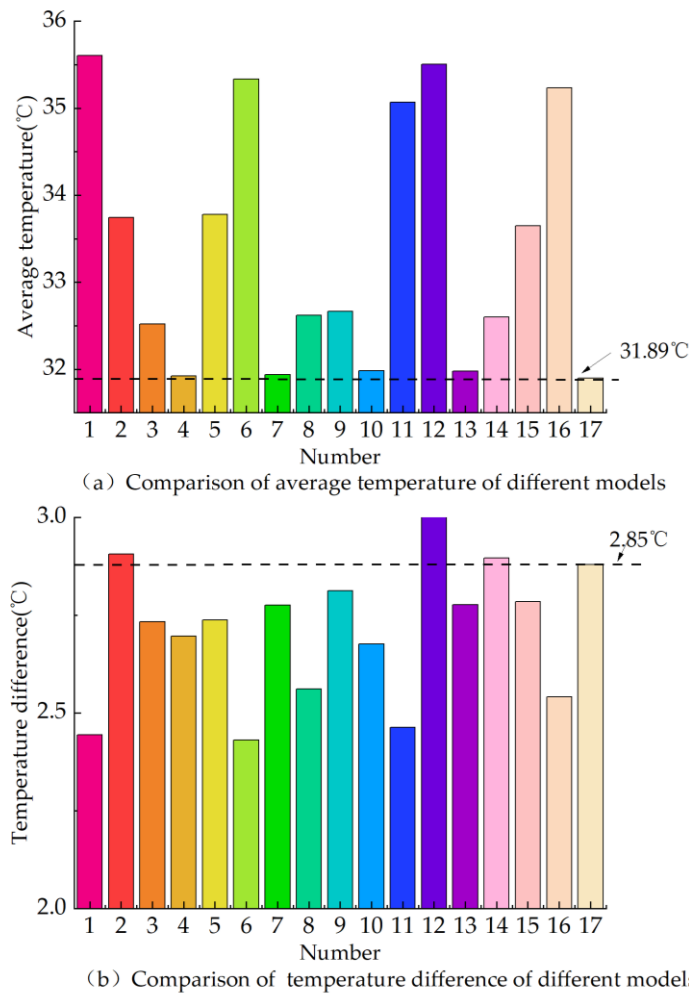 36
35
34
33
32
Average temperature(℃)
31.89℃
1 2 3 4 5 6 7 8 9 10 11 12 13 14 15 16 17
Number
（a）Comparison of average temperature of different models
3.0
2.5
2.0
Temperature difference(℃)
2.85℃
1 2 3 4 5 6 7 8 9 10 11 12 13 14 15 16 17
Number
（b）Comparison of temperature difference of different models